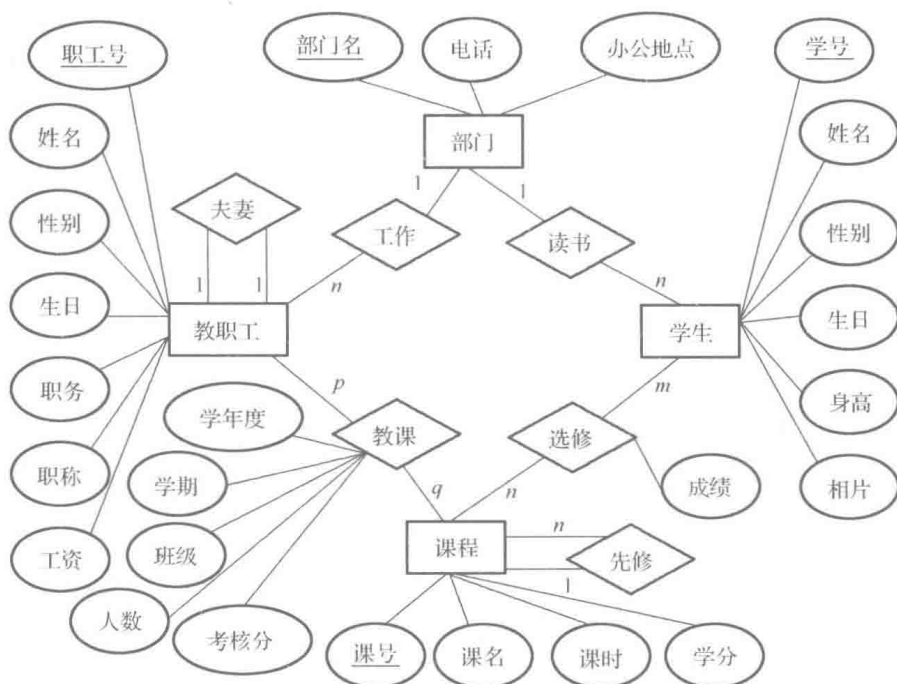 职工号
部门名
电话
办公地点
学号
姓名
部门
姓名
性别
夫妻
1
1
工作
读书
性别
生日
1
1
n
n
教职工
学生
生日
职务
p
m
身高
学年度
教课
选修
职称
学期
q
n
成绩
相片
工资
班级
课程
n
先修
1
人数
考核分
课号
课名
课时
学分